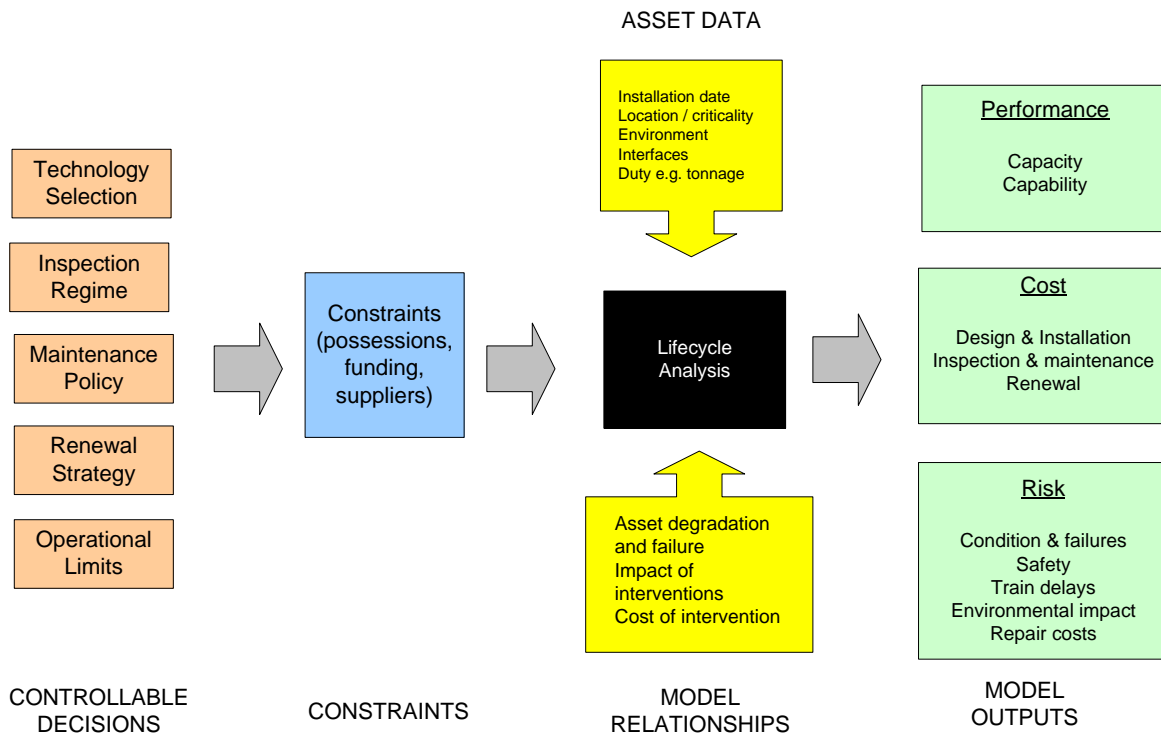 ASSET DATA
Technology
Selection
Inspection
Regime
Maintenance
Policy
Renewal
Strategy
Operational
Limits
Constraints
(possessions,
funding,
suppliers)
Installation date
Location / criticality
Environment
Interfaces
Duty e.g. tonnage
Lifecycle
Analysis
Asset degradation
and failure
Impact of
interventions
Cost of intervention
Performance
Capacity
Capability
Cost
Design & Installation
Inspection & maintenance
Renewal
Risk
Condition & failures
Safety
Train delays
Environmental impact
Repair costs
CONTROLLABLE
DECISIONS
CONSTRAINTS
MODEL
RELATIONSHIPS
MODEL
OUTPUTS